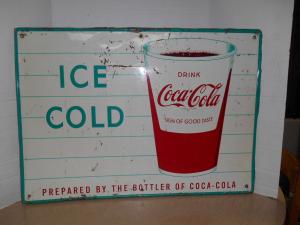 ICE
COLD
DRINK
Coca-Cola
SIGN OF GOOD TASTE
PREPARED BY THE BOTTLER OF COCA-COLA